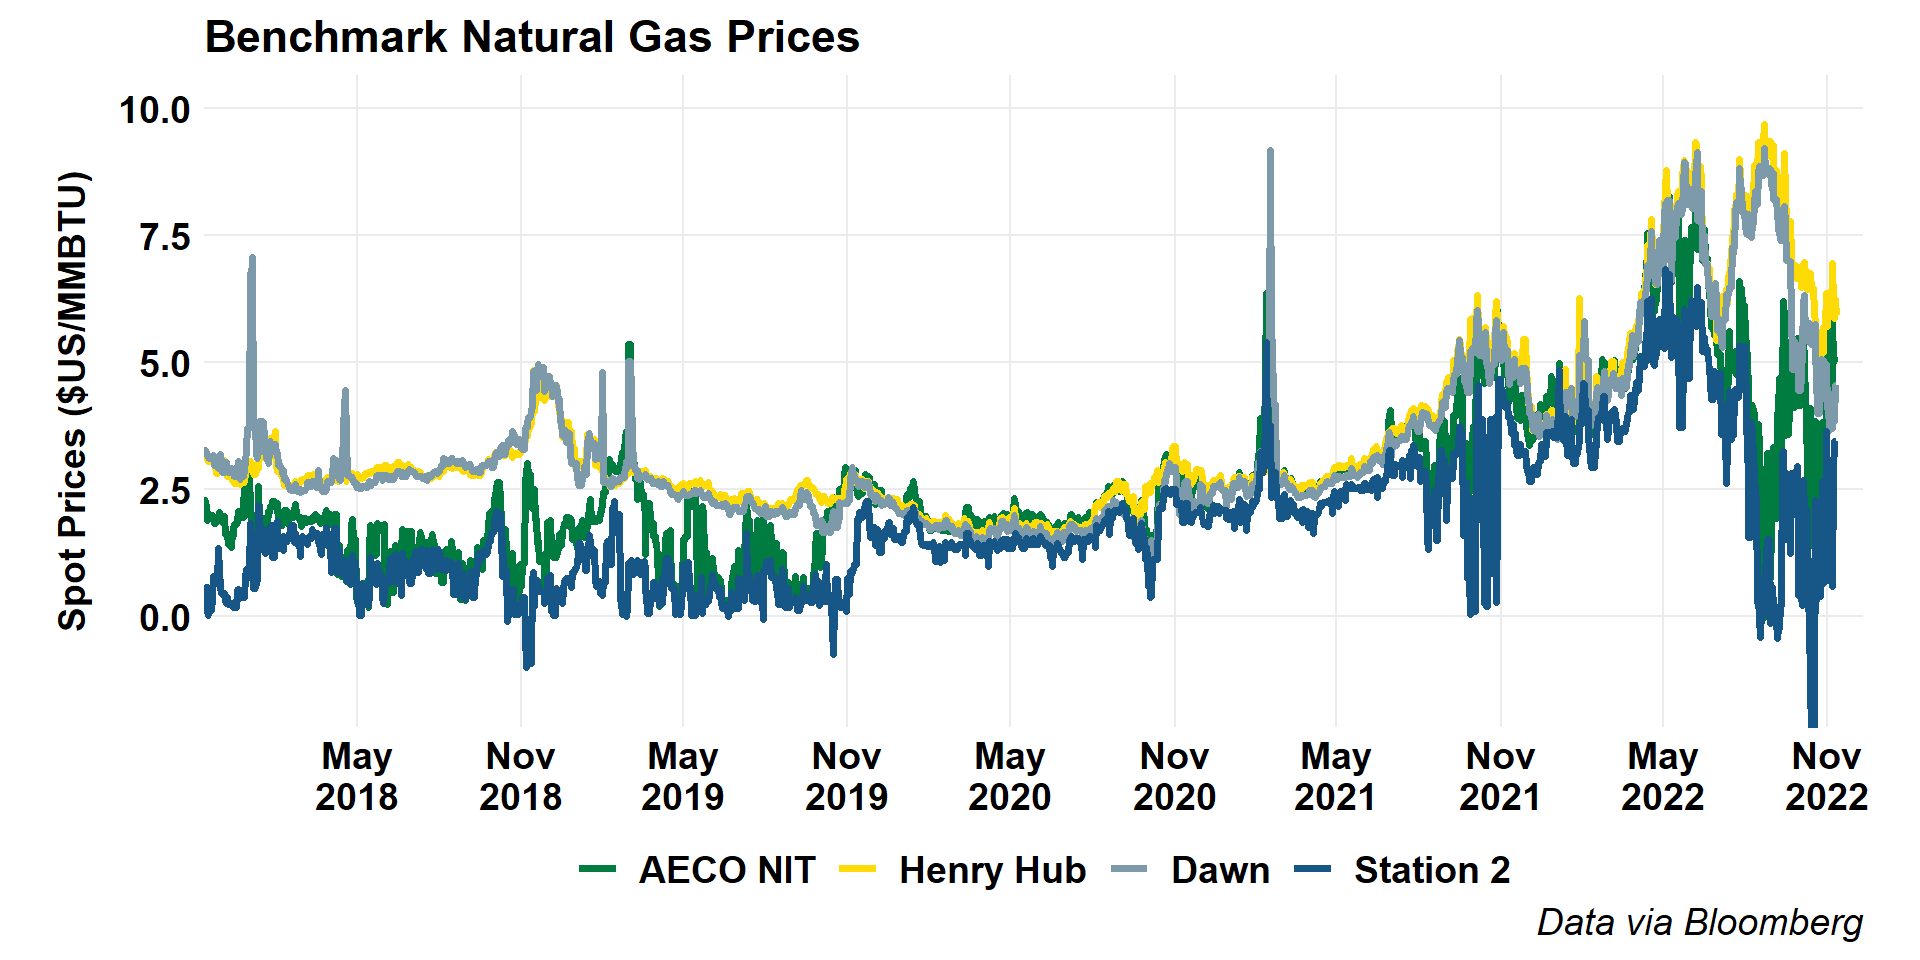 Benchmark Natural Gas Prices
Spot Prices ($US/MMBTU)
10.0
7.5
5.0
2.5
0.0
May Nov May Nov May Nov May Nov May Nov
2018 2018 2019 2019 2020 2020 2021 2021 2022 2022
AECO NIT Henry Hub Dawn Station 2
Data via Bloomberg